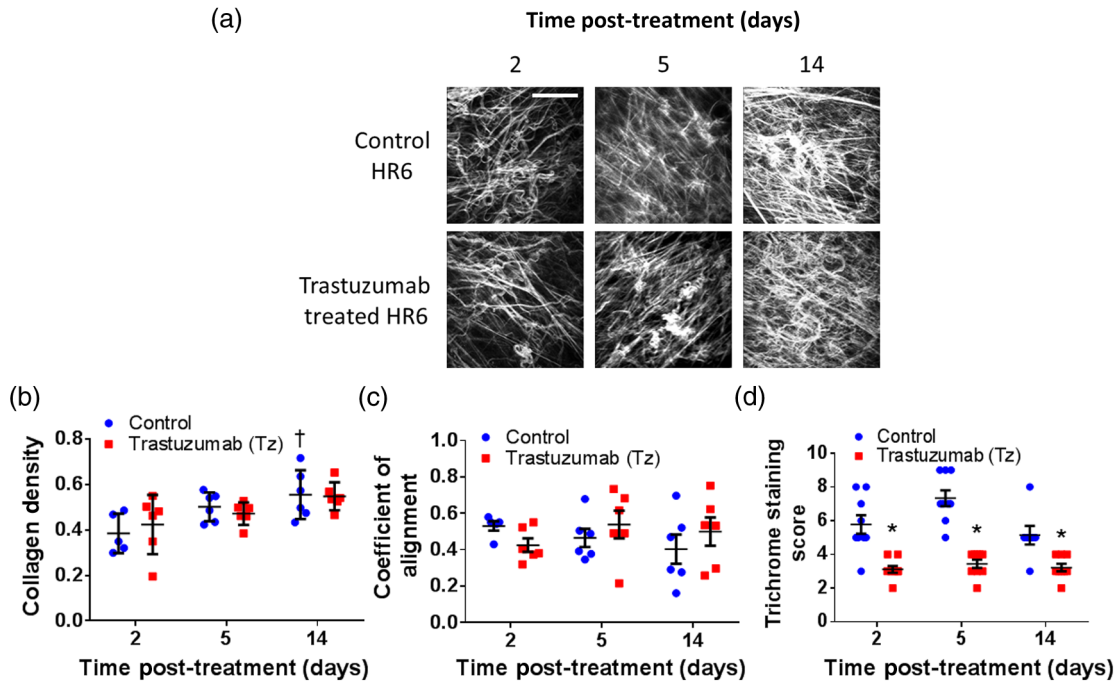 (a)
Time post-treatment (days)
2 5 14
Control
HR6
Trastuzumab
treated HR6
(b)
Control
Trastuzumab (Tz)
†
Collagen density
0.8
0.6
0.4
0.2
0.0
2 5 14
Time post-treatment (days)
(c)
Control
Trastuzumab (Tz)
Coefficient of
alignment
1.0
0.8
0.6
0.4
0.2
0.0
2 5 14
Time post-treatment (days)
(d)
Control
Trastuzumab (Tz)
* * *
Trichrome staining
score
10
8
6
4
2
0
2 5 14
Time post-treatment (days)